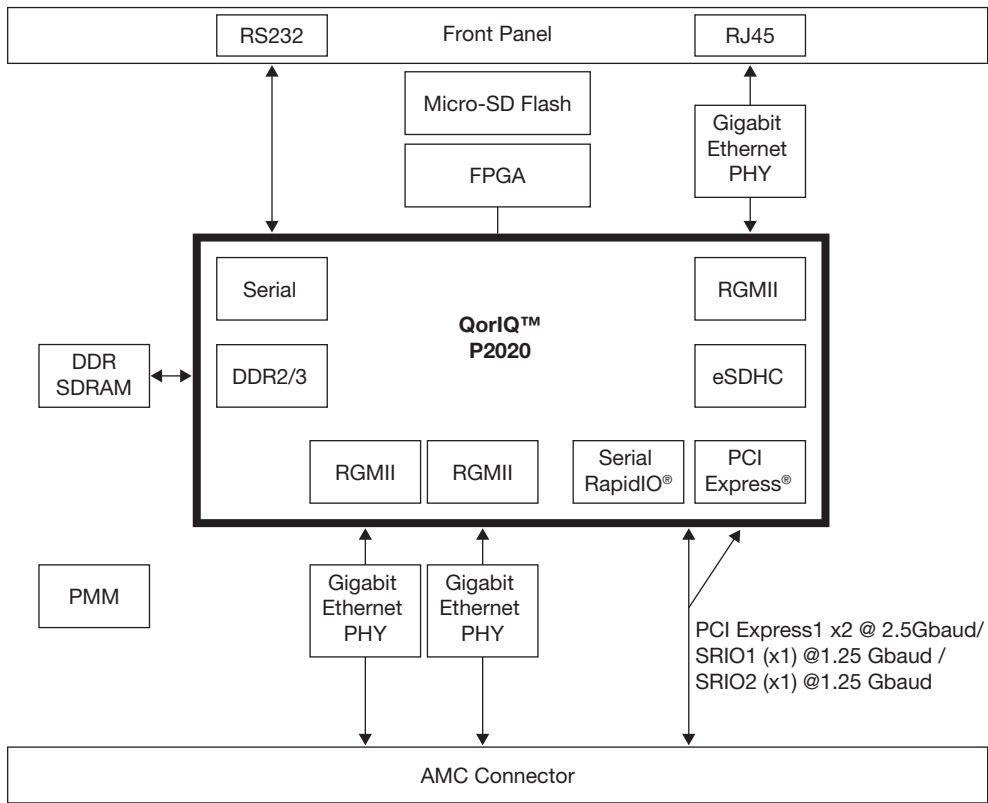 RS232
Front Panel
RJ45
Micro-SD Flash
Gigabit
Ethernet
PHY
FPGA
Serial
RGMII
QorIQ™
P2020
DDR
SDRAM
DDR2/3
eSDHC
RGMII
RGMII
Serial
RapidIO®
PCI
Express®
PMM
Gigabit
Ethernet
PHY
Gigabit
Ethernet
PHY
PCI Express1 x2 @ 2.5Gbaud/
SRIO1 (x1) @1.25 Gbaud /
SRIO2 (x1) @1.25 Gbaud
AMC Connector